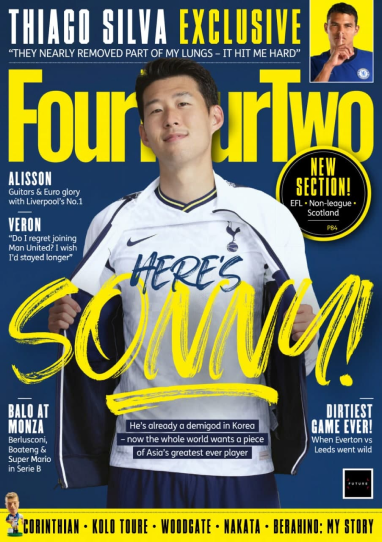 THIAGO SILVA EXCLUSIVE
“THEY NEARLY REMOVED PART OF MY LUNGS – IT HIT ME HARD”
FourFourTwo
ALISSON
Guitars & Euro glory
with Liverpool's No.1
VERON
“Do I regret joining
Man United? I wish
I'd stayed longer”
NEW
SECTION!
EFL • Non-league •
Scotland
P84
HERE'S
SONNY!
He's already a demigod in Korea
– now the whole world wants a piece
of Asia's greatest ever player
BALO AT
MONZA
Berlusconi,
Boateng &
Super Mario
in Serie B
DIRTIEST
GAME EVER!
When Everton vs
Leeds went wild
FUTURE
CORINTHIAN • KOLO TOURE • WOODGATE • NAKATA • BERAHINO: MY STORY